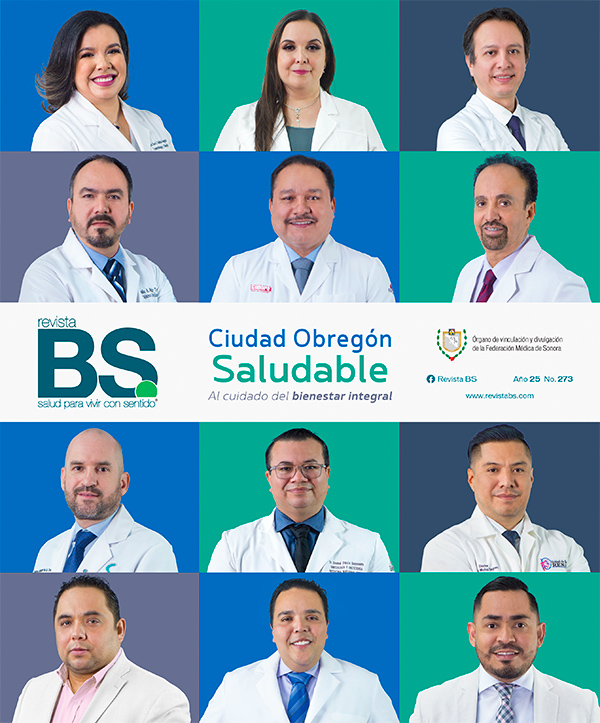 revista
BS
salud para vivir con sentido
Ciudad Obregón
Saludable
Al cuidado del bienestar integral
Órgano de vinculación y divulgación
de la Federación Médica de Sonora
Revista BS
Año 25 No. 273
www.revistabs.com